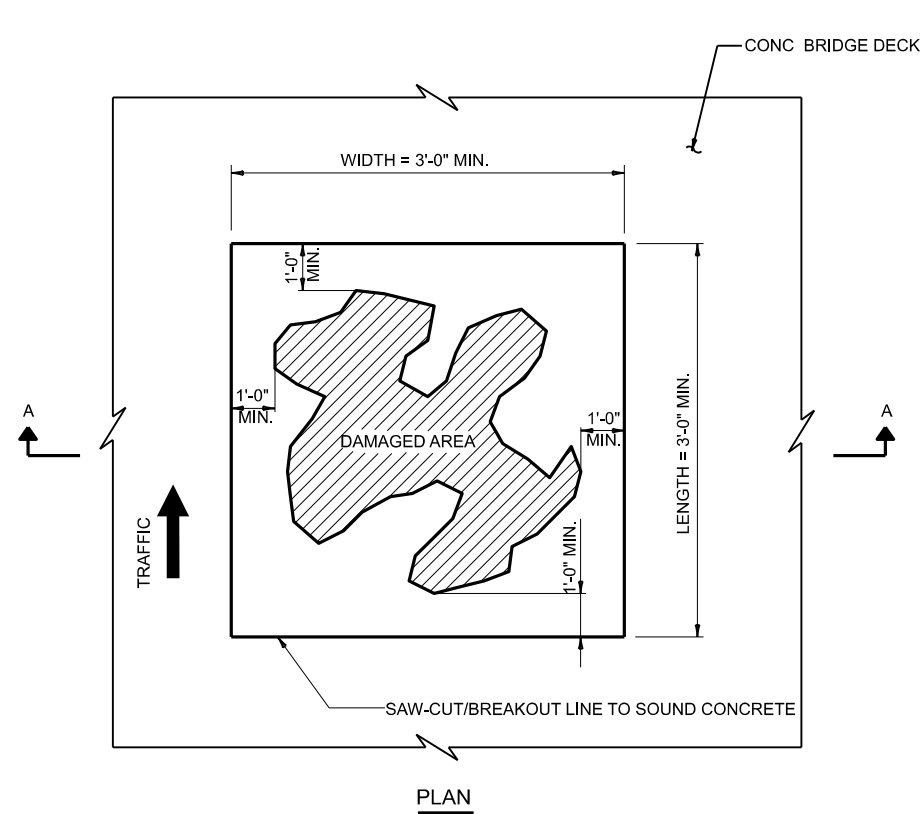 CONC BRIDGE DECK
WIDTH = 3'-0" MIN.
1'-0"
MIN.
1'-0"
MIN.
1'-0"
MIN.
A
A
DAMAGED AREA
LENGTH = 3'-0" MIN.
TRAFFIC
1'-0" MIN.
SAW-CUT/BREAKOUT LINE TO SOUND CONCRETE
PLAN